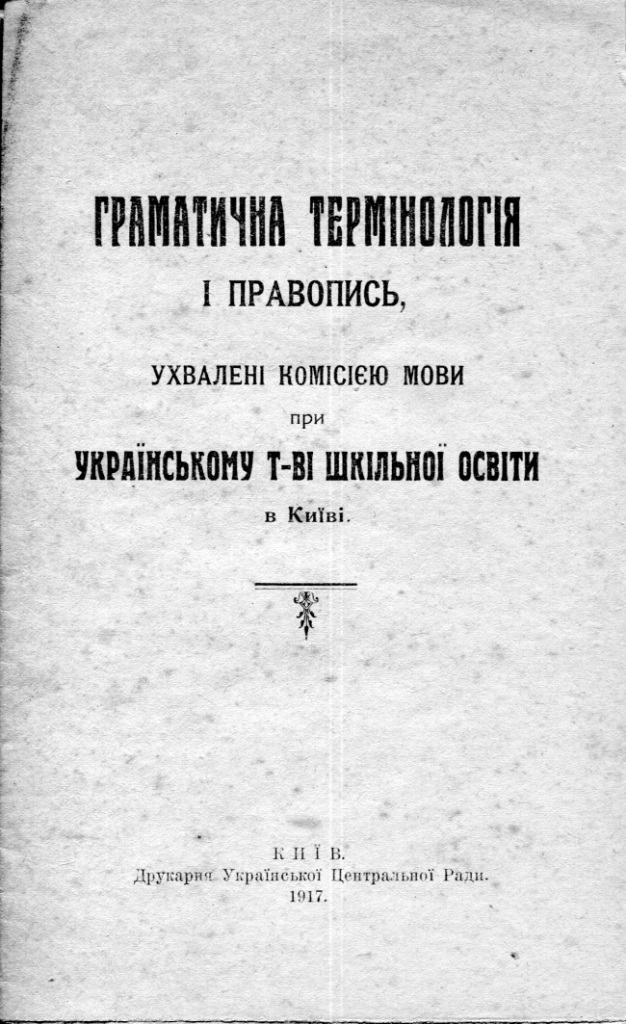 ГРАМАТИЧНА ТЕРМІНОЛОГІЯ
І ПРАВОПИСЬ,
УХВАЛЕНІ КОМІСІЄЮ МОВИ
при
УКРАЇНСЬКОМУ Т-ВІ ШКІЛЬНОЇ ОСВІТИ
в Київі.
КИЇВ.
Друкарня Української Центральної Ради.
1917.